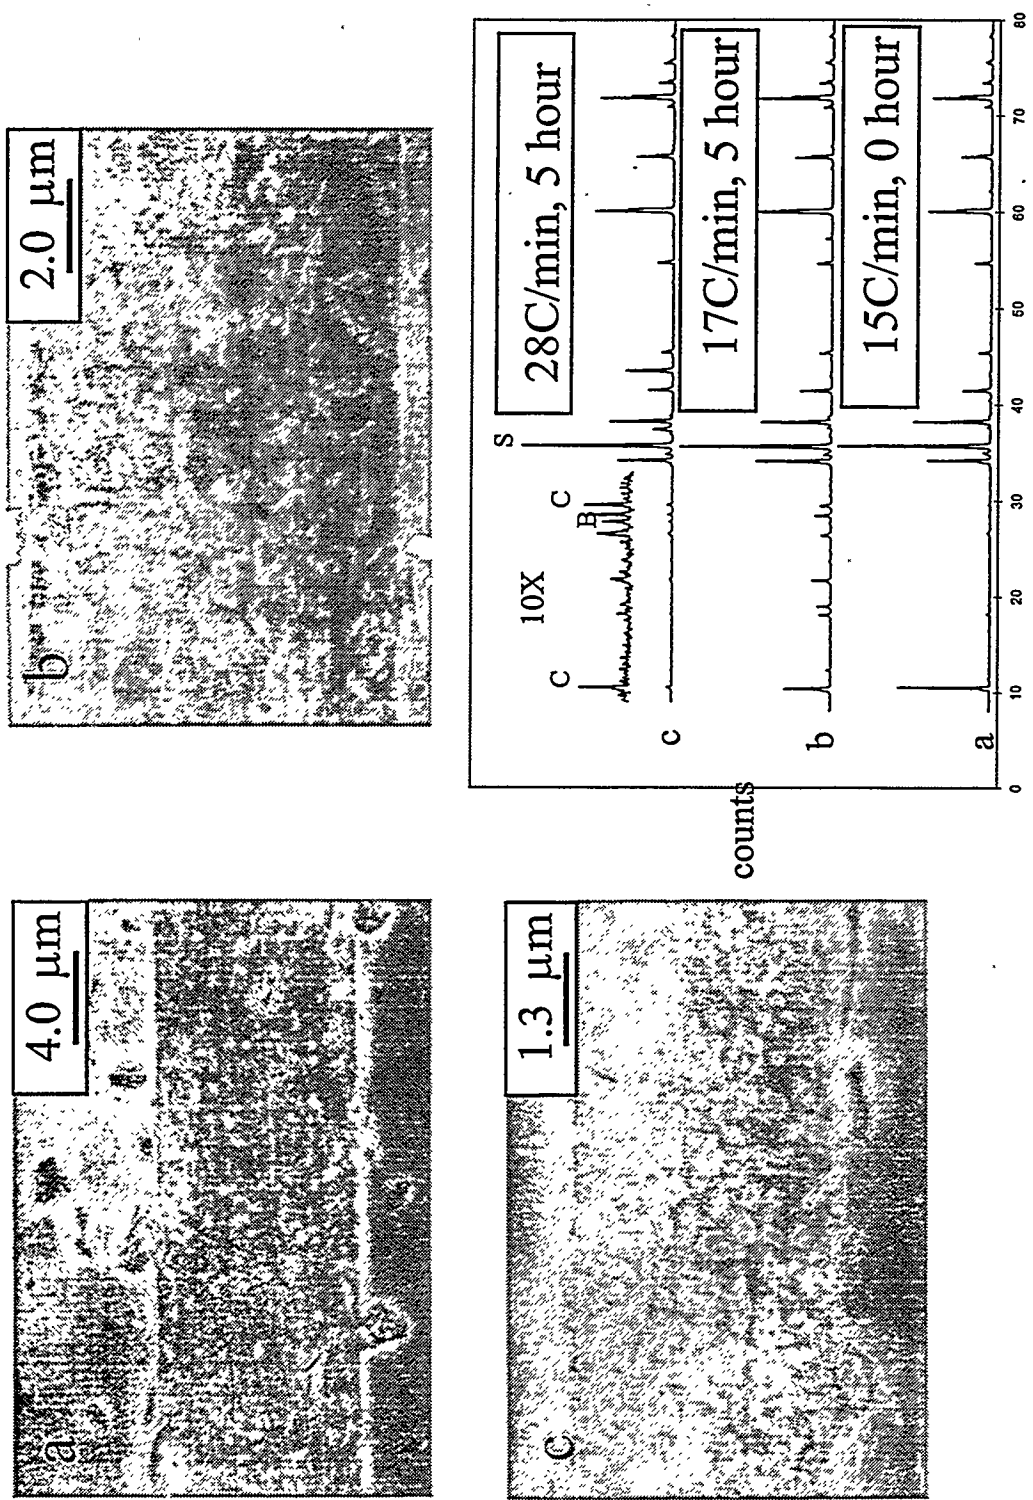 a
4.0 μm
b
2.0 μm
c
1.3 μm
counts
c
28C/min, 5 hour
C
10X
B
C
S
b
17C/min, 5 hour
a
15C/min, 0 hour
0
10
20
30
40
50
60
70
80